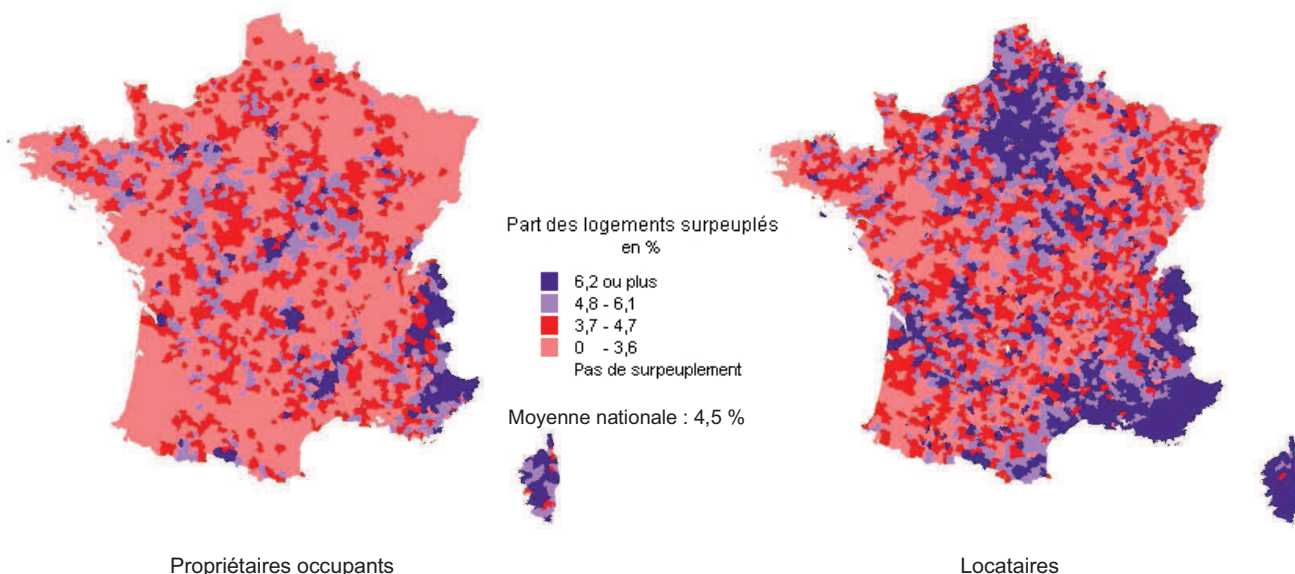 Part des logements surpeuplés
en %
6,2 ou plus
4,8 - 6,1
3,7 - 4,7
0 - 3,6
Pas de surpeuplement
Moyenne nationale : 4,5 %
Propriétaires occupants
Locataires